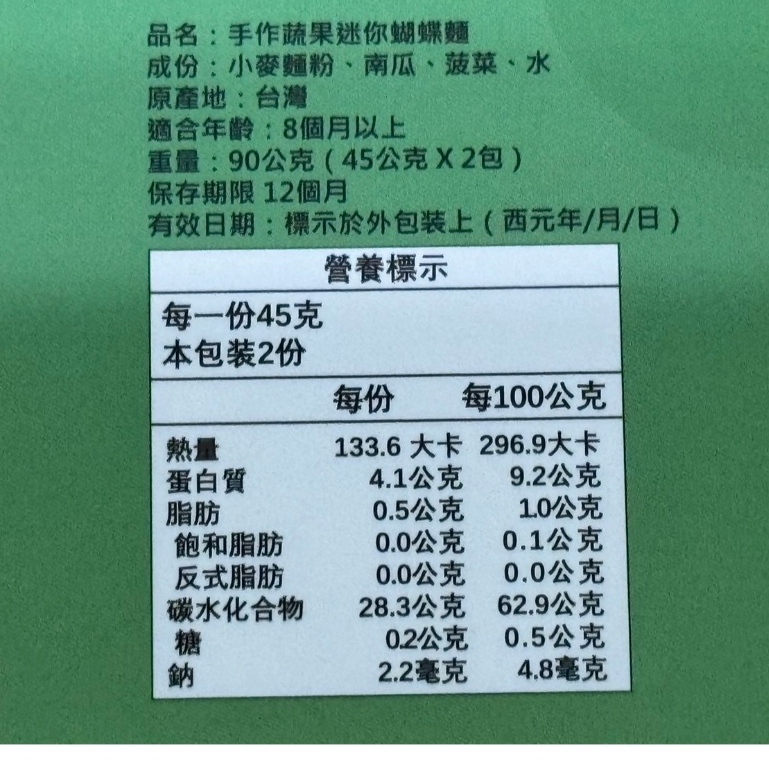 品名：手作蔬果迷你蝴蝶麵
成份：小麥麵粉、南瓜、菠菜、水
原產地：台灣
適合年齡：8個月以上
重量：90公克（45公克 X 2包）
保存期限 12個月
有效日期：標示於外包裝上（西元年/月/日）
營養標示
每一份45克
本包裝2份
每份 每100公克
熱量 133.6 大卡 296.9大卡
蛋白質 4.1公克 9.2公克
脂肪 0.5公克 1.0公克
飽和脂肪 0.0公克 0.1公克
反式脂肪 0.0公克 0.0公克
碳水化合物 28.3公克 62.9公克
糖 0.2公克 0.5公克
鈉 2.2毫克 4.8毫克